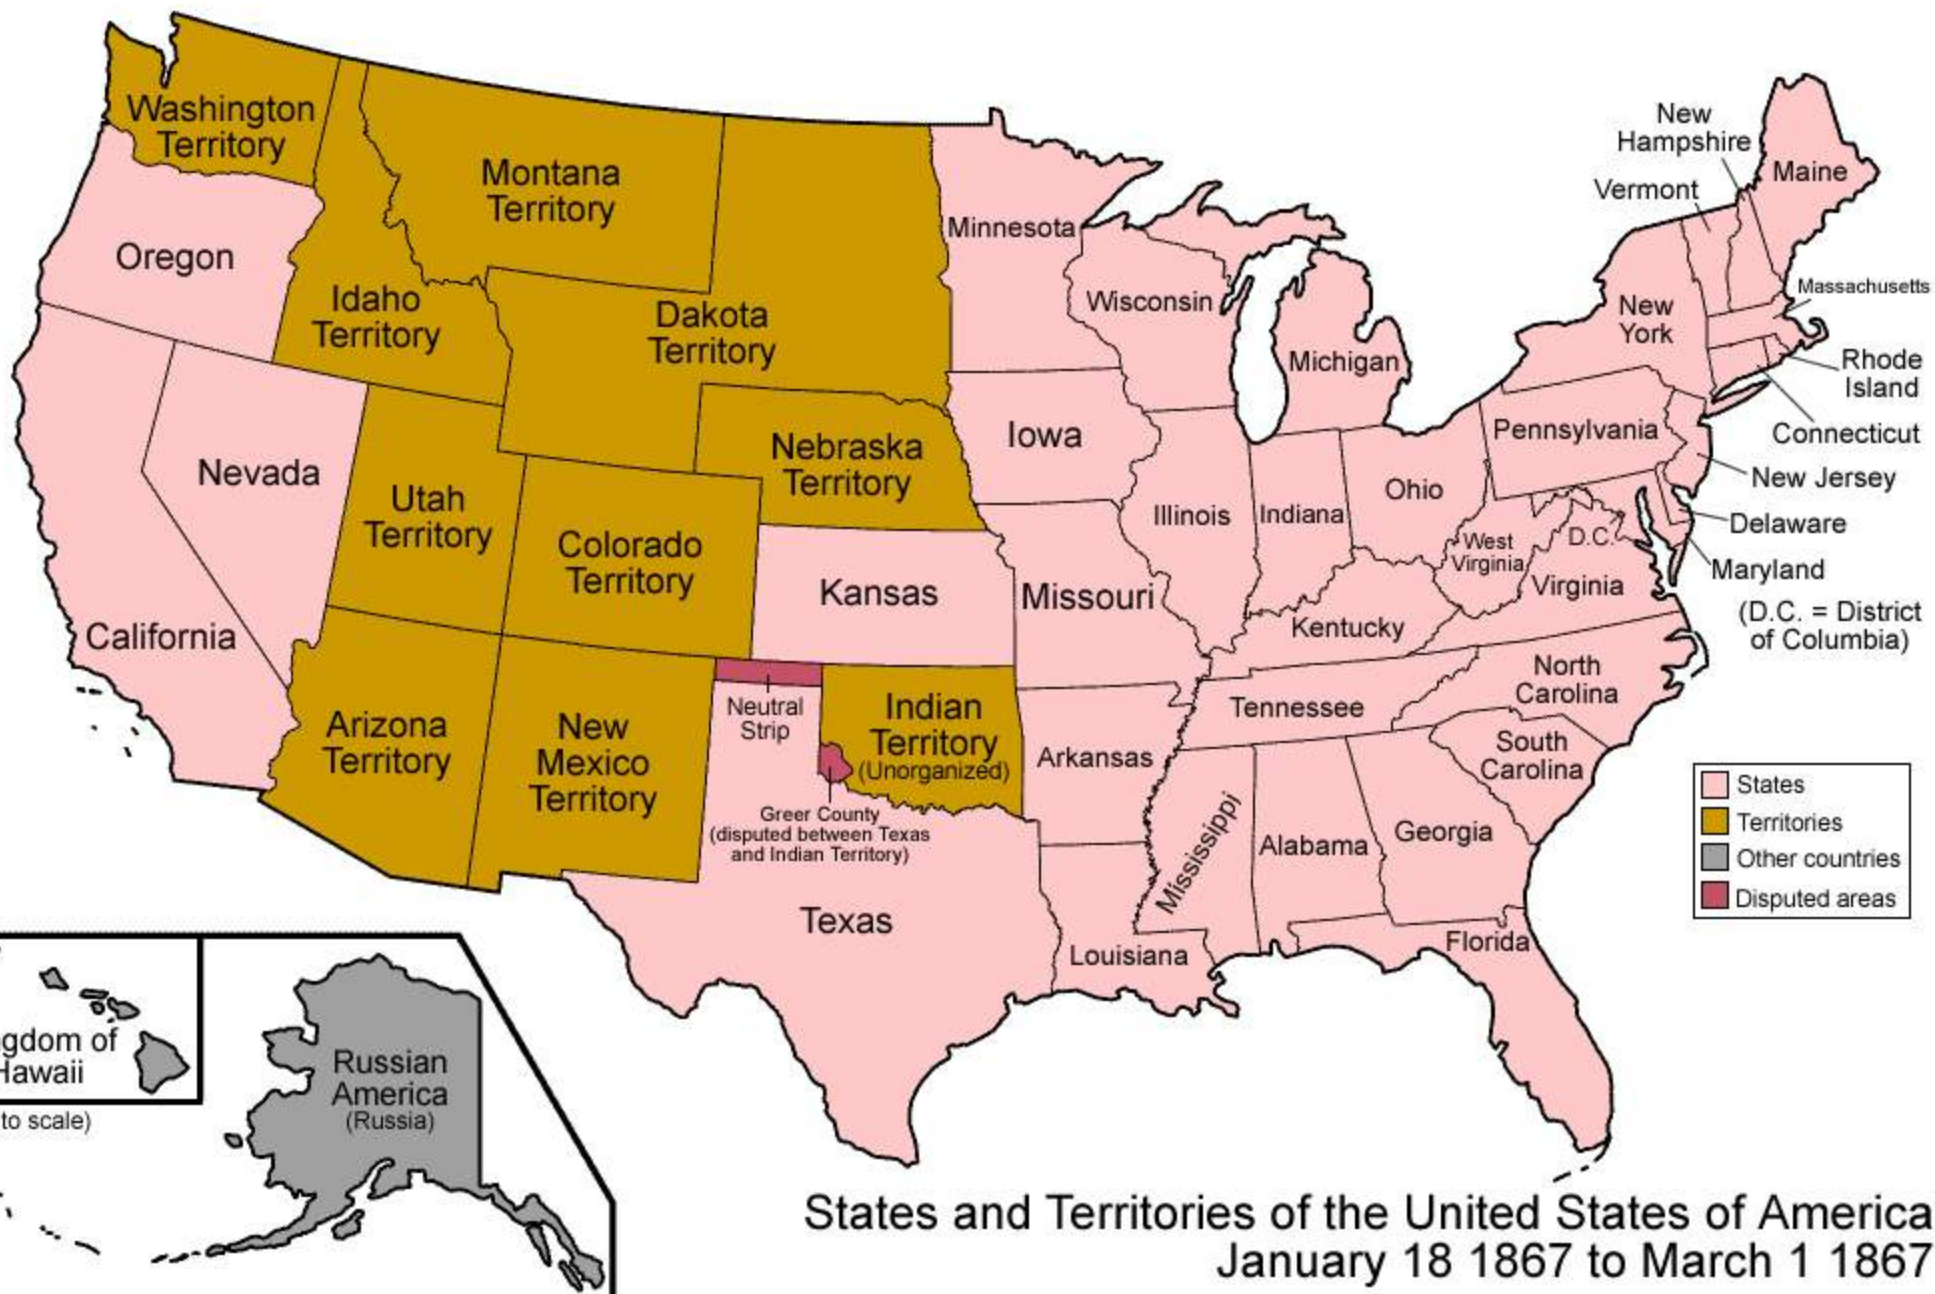 Washington
Territory
Montana
Territory
Oregon
Idaho
Territory
Dakota
Territory
Minnesota
Wisconsin
Michigan
New
Hampshire
Vermont
Maine
Massachusetts
New
York
Rhode
Island
Connecticut
Pennsylvania
New Jersey
Delaware
Maryland
(D.C. = District
of Columbia)
Nevada
Utah
Territory
Colorado
Territory
Nebraska
Territory
Iowa
Illinois
Indiana
Ohio
West
Virginia
D.C.
Virginia
California
Kansas
Missouri
Kentucky
Arizona
Territory
New
Mexico
Territory
Neutral
Strip
Indian
Territory
(Unorganized)
Greer County
(disputed between Texas
and Indian Territory)
Arkansas
Tennessee
North
Carolina
South
Carolina
Texas
Louisiana
Mississippi
Alabama
Georgia
Florida
States
Territories
Other countries
Disputed areas
gdom of
Hawaii
to scale)
Russian
America
(Russia)
States and Territories of the United States of America
January 18 1867 to March 1 1867